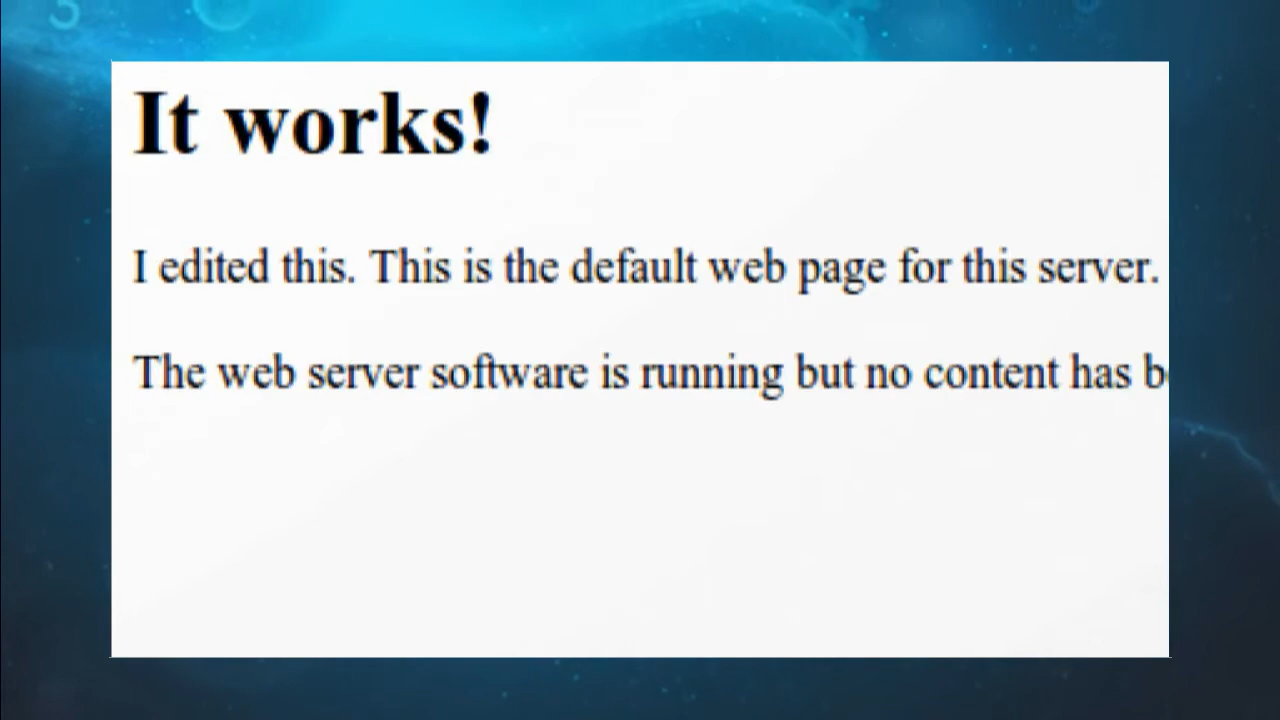 It works!
I edited this. This is the default web page for this server.
The web server software is running but no content has